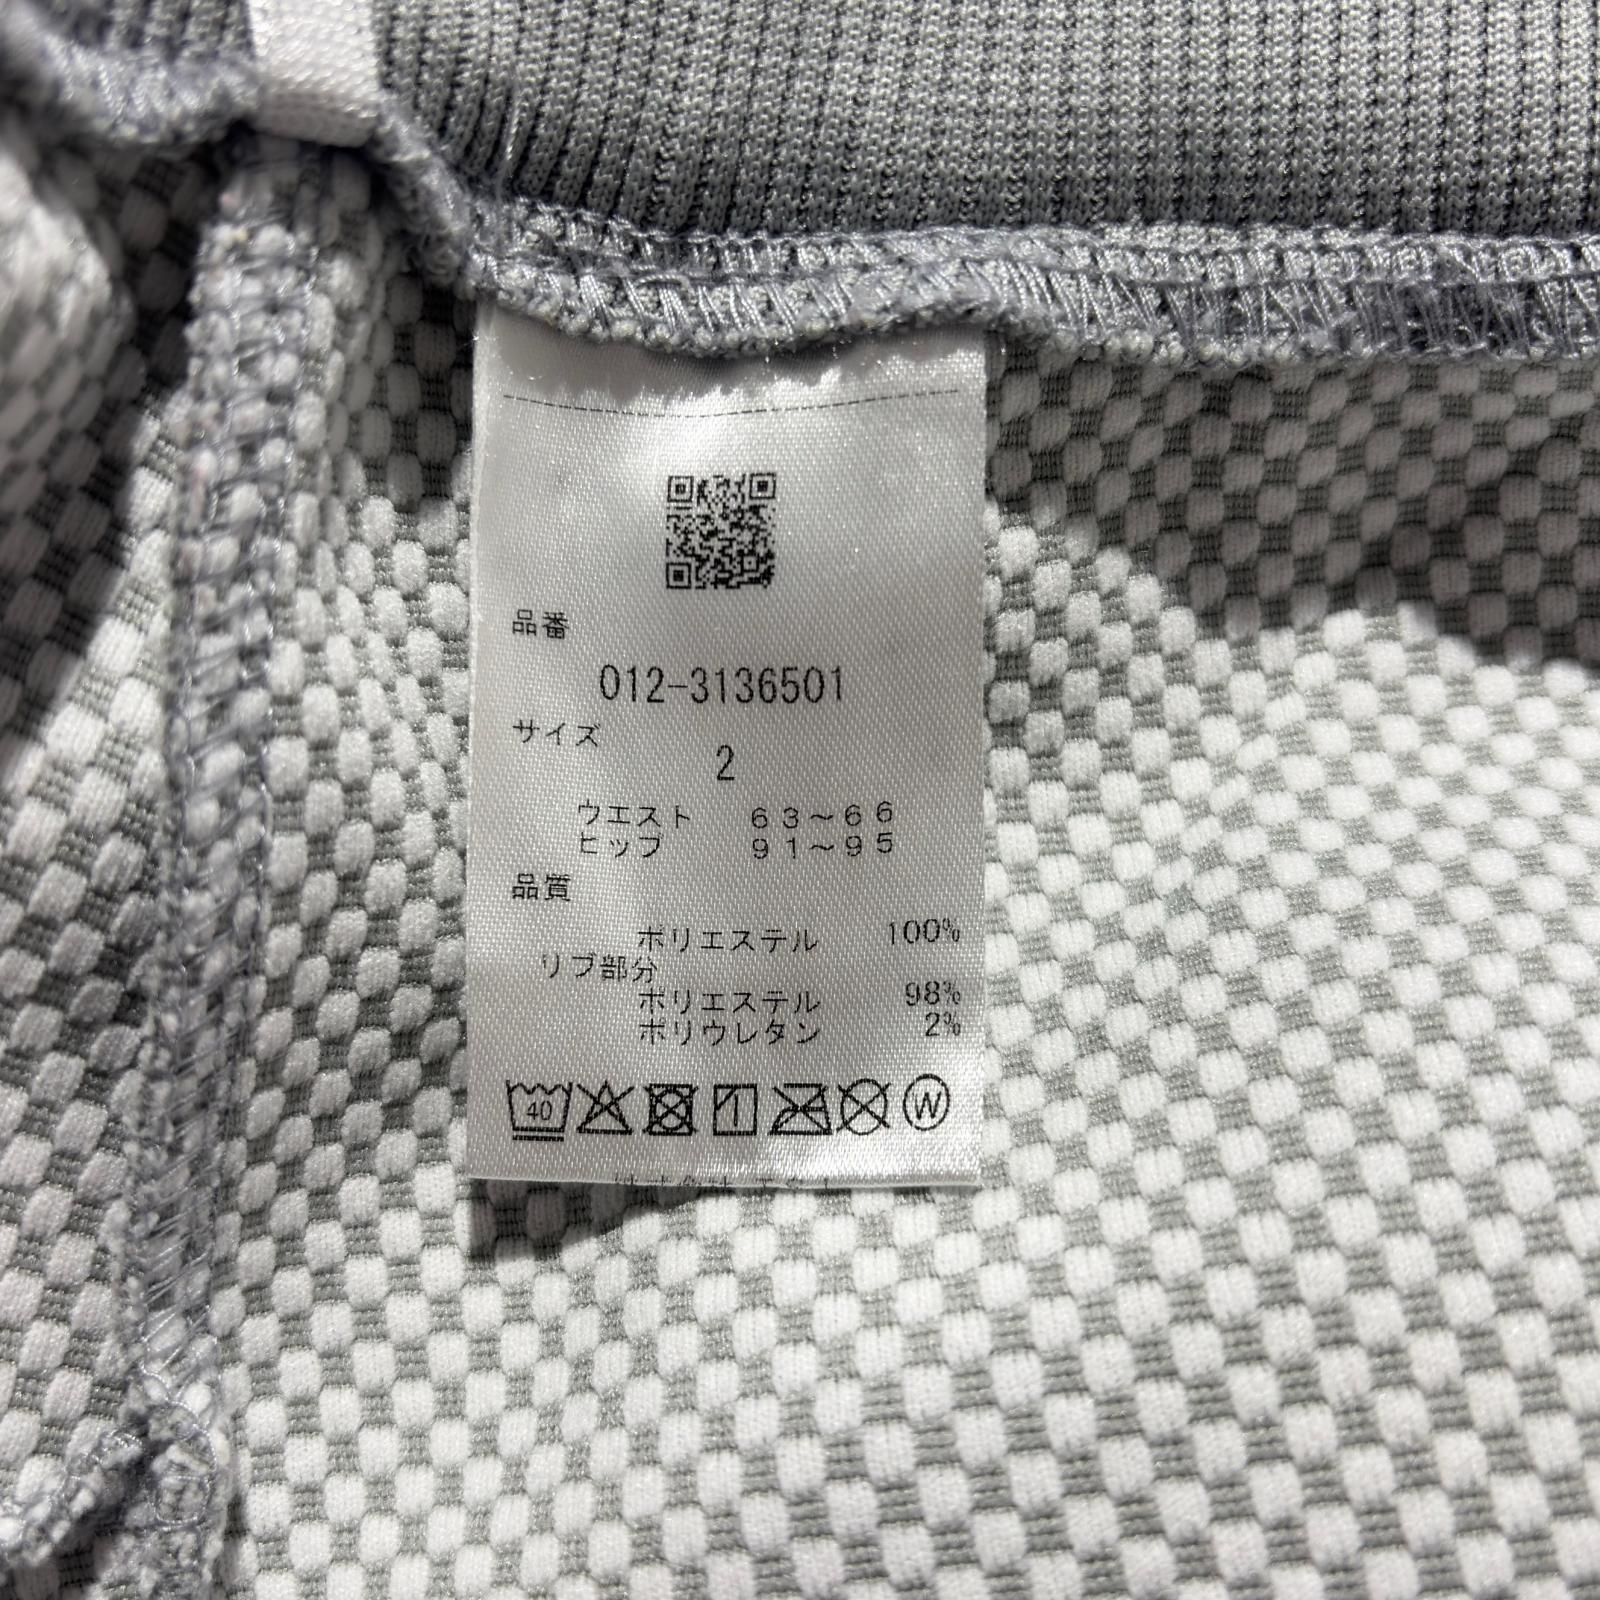 品番
012-3136501
サイズ
2
ウエスト 63～66
ヒップ 91～95
品質
ポリエステル 100%
リブ部分
ポリエステル 98%
ポリウレタン 2%
40 W